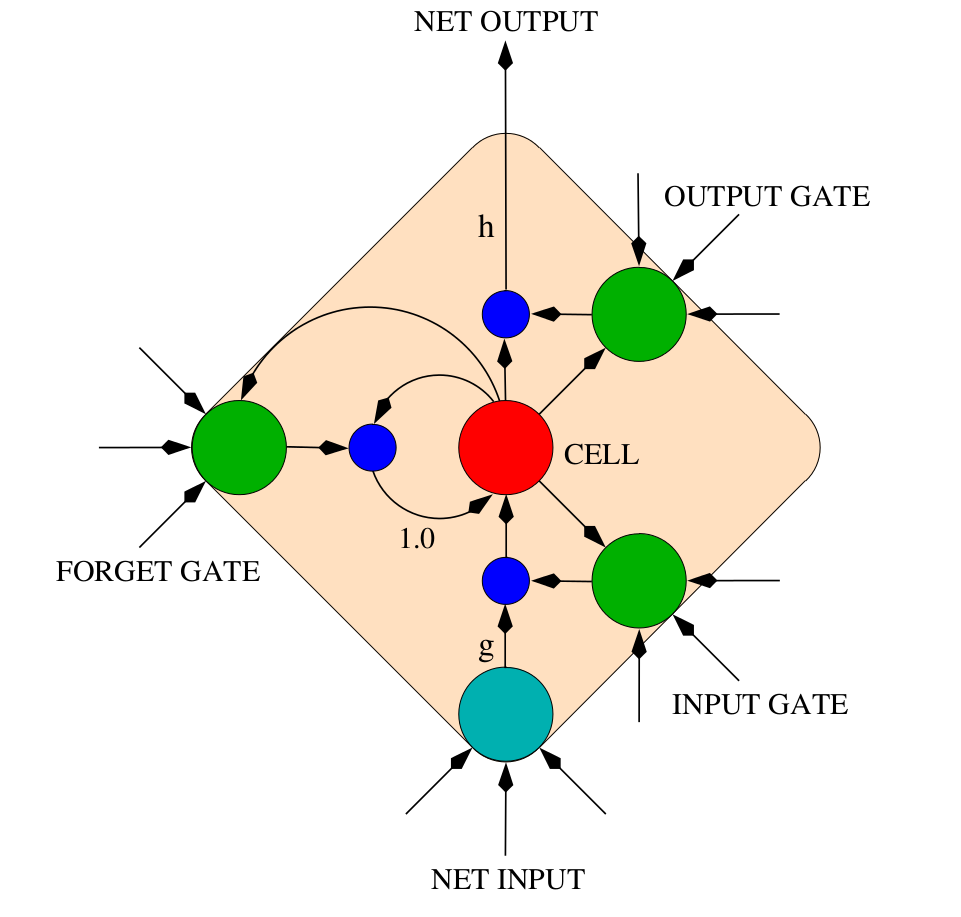 NET OUTPUT
OUTPUT GATE
h
CELL
1.0
FORGET GATE
g
INPUT GATE
NET INPUT